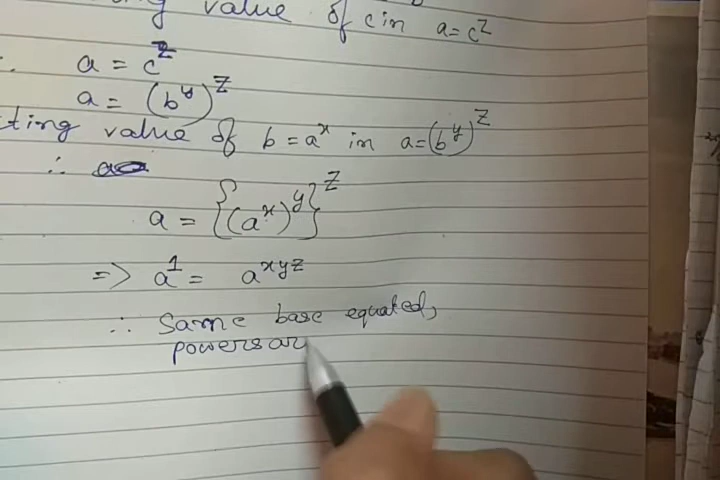 value of c in a = c^z
∴ a = c^z
a = (b^y)^z
ting value of b = a^x in a = (b^y)^z
∴
a = {(a^x)^y}^z
=> a^1 = a^xyz
∴ Same base equated,
powers ar